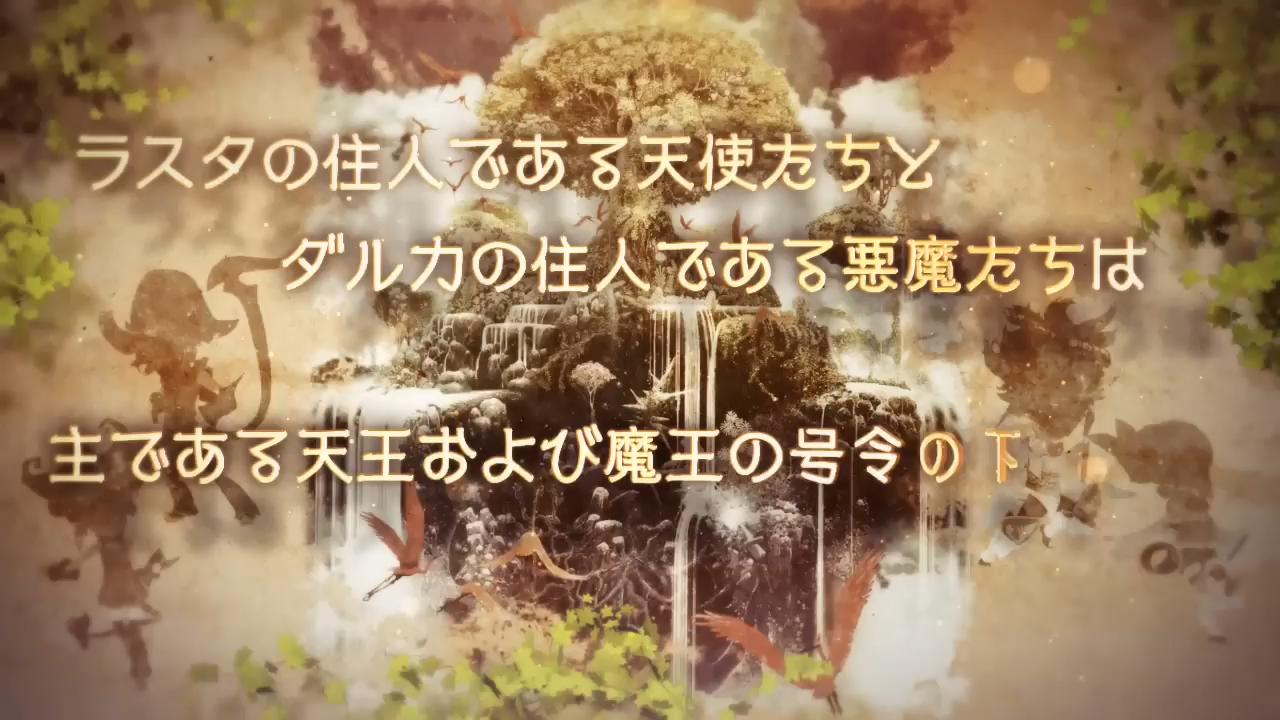 ラスタの住人である天使たちと
ダルカの住人である悪魔たちは
主である天王および魔王の号令の下